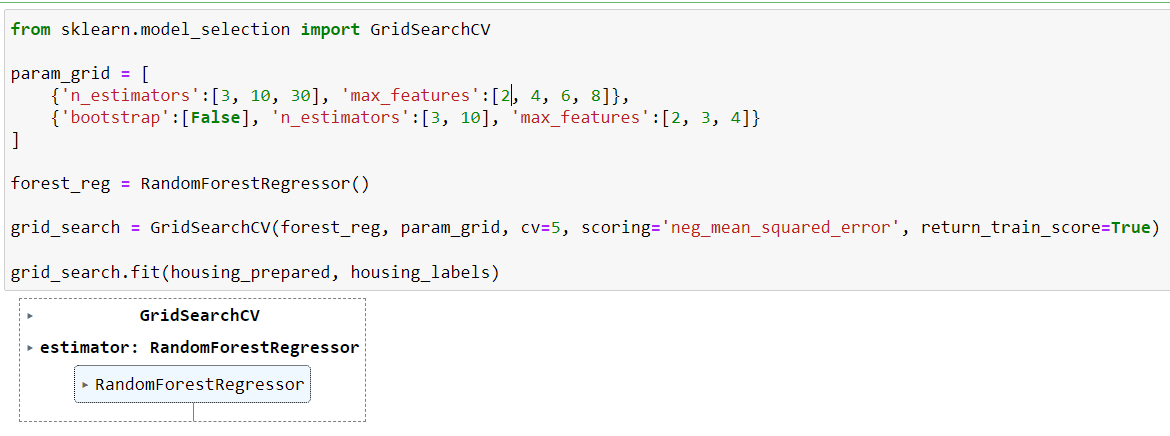 from sklearn.model_selection import GridSearchCV
param_grid = [
    {'n_estimators':[3, 10, 30], 'max_features':[2, 4, 6, 8]},
    {'bootstrap':[False], 'n_estimators':[3, 10], 'max_features':[2, 3, 4]}
]
forest_reg = RandomForestRegressor()
grid_search = GridSearchCV(forest_reg, param_grid, cv=5, scoring='neg_mean_squared_error', return_train_score=True)
grid_search.fit(housing_prepared, housing_labels)
GridSearchCV
estimator: RandomForestRegressor
RandomForestRegressor